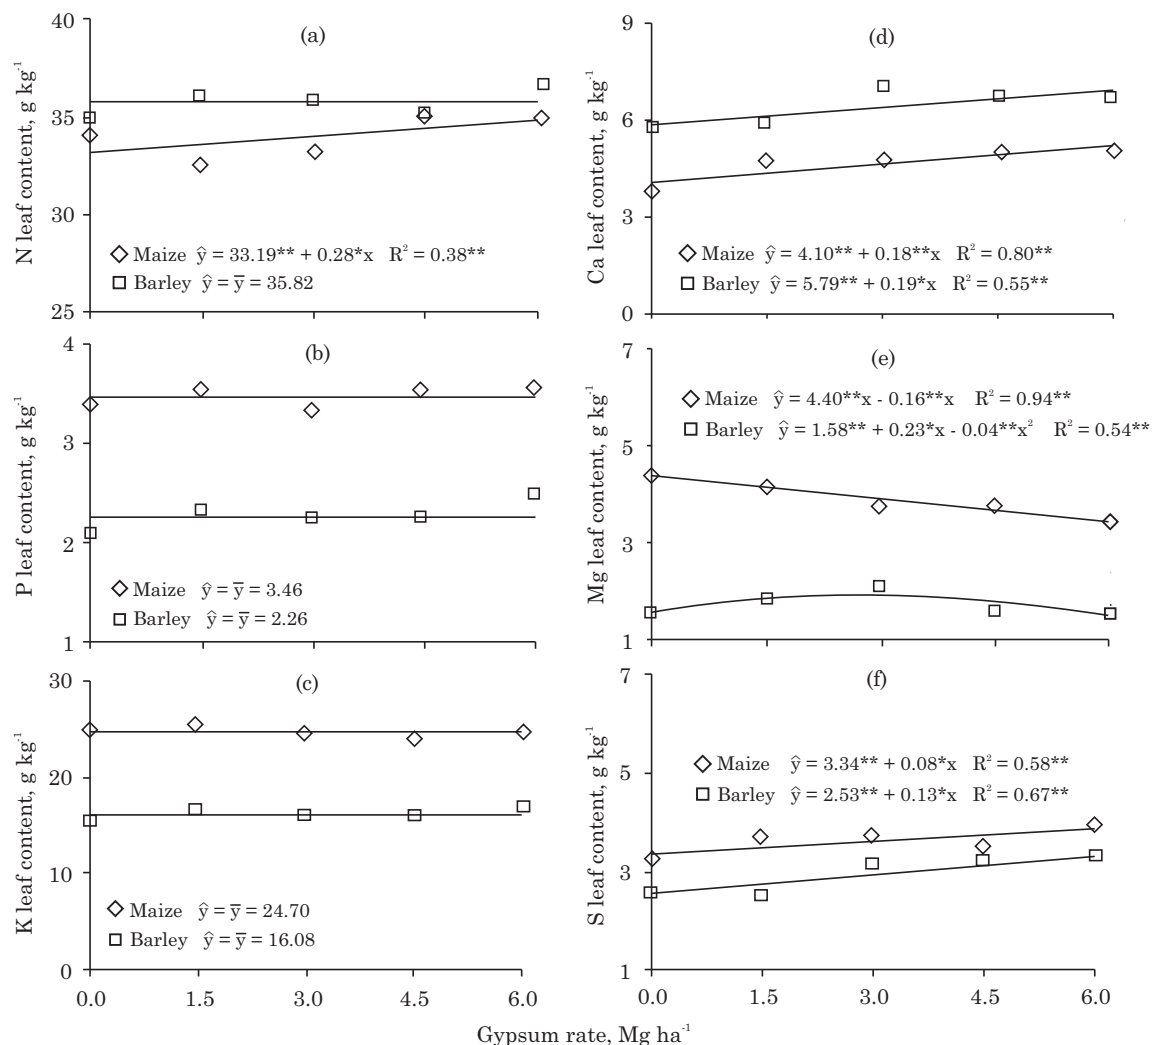 (a)
N leaf content, g kg⁻¹
40
35
30
25
Maize ŷ = 33.19** + 0.28*x R² = 0.38**
Barley ŷ = ȳ = 35.82
(d)
Ca leaf content, g kg⁻¹
9
6
3
0
Maize ŷ = 4.10** + 0.18**x R² = 0.80**
Barley ŷ = 5.79** + 0.19*x R² = 0.55**
(b)
P leaf content, g kg⁻¹
4
3
2
1
Maize ŷ = ȳ = 3.46
Barley ŷ = ȳ = 2.26
(e)
Mg leaf content, g kg⁻¹
7
5
3
1
Maize ŷ = 4.40**x - 0.16**x R² = 0.94**
Barley ŷ = 1.58** + 0.23*x - 0.04**x² R² = 0.54**
(c)
K leaf content, g kg⁻¹
30
20
10
0
Maize ŷ = ȳ = 24.70
Barley ŷ = ȳ = 16.08
0.0 1.5 3.0 4.5 6.0
(f)
S leaf content, g kg⁻¹
7
5
3
1
Maize ŷ = 3.34** + 0.08*x R² = 0.58**
Barley ŷ = 2.53** + 0.13*x R² = 0.67**
0.0 1.5 3.0 4.5 6.0
Gypsum rate, Mg ha⁻¹